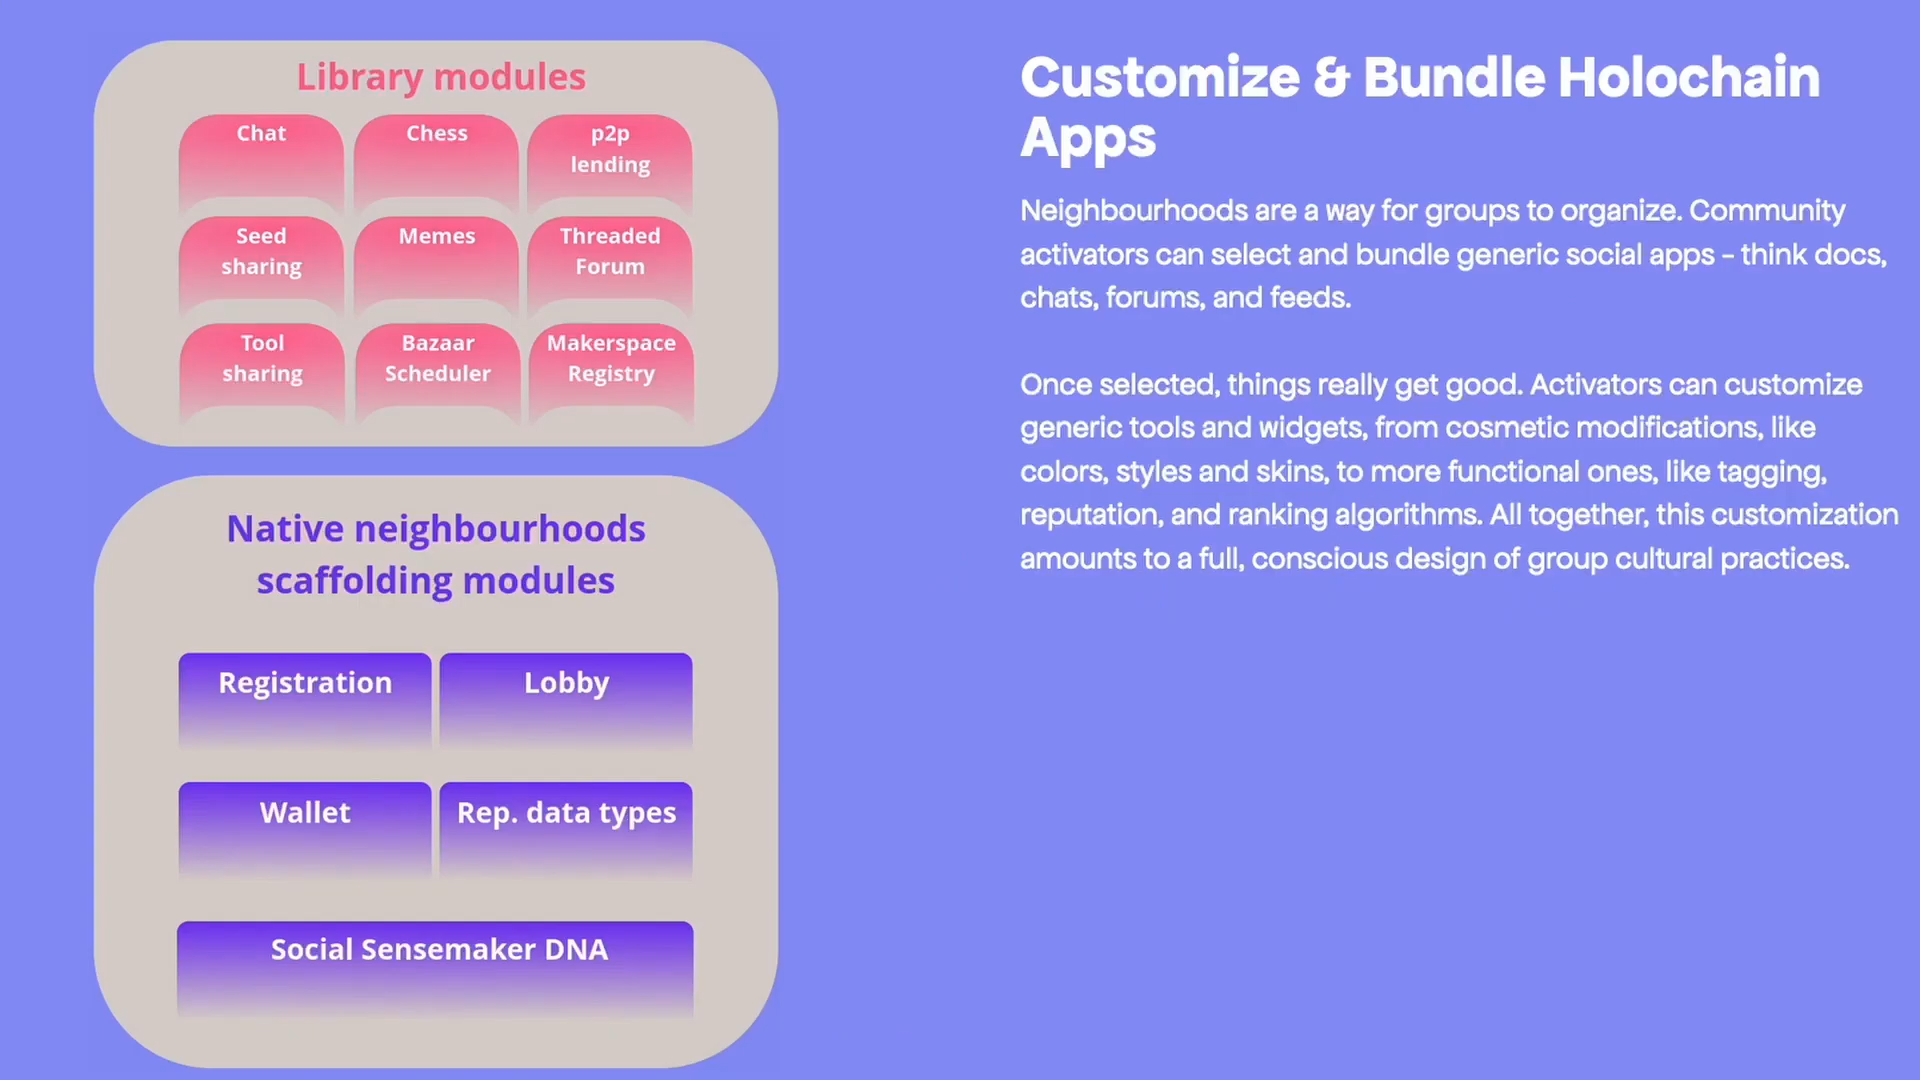 Library modules
Chat
Chess
p2p
lending
Seed
sharing
Memes
Threaded
Forum
Tool
sharing
Bazaar
Scheduler
Makerspace
Registry
Native neighbourhoods
scaffolding modules
Registration
Lobby
Wallet
Rep. data types
Social Sensemaker DNA
Customize & Bundle Holochain
Apps
Neighbourhoods are a way for groups to organize. Community
activators can select and bundle generic social apps – think docs,
chats, forums, and feeds.
Once selected, things really get good. Activators can customize
generic tools and widgets, from cosmetic modifications, like
colors, styles and skins, to more functional ones, like tagging,
reputation, and ranking algorithms. All together, this customization
amounts to a full, conscious design of group cultural practices.